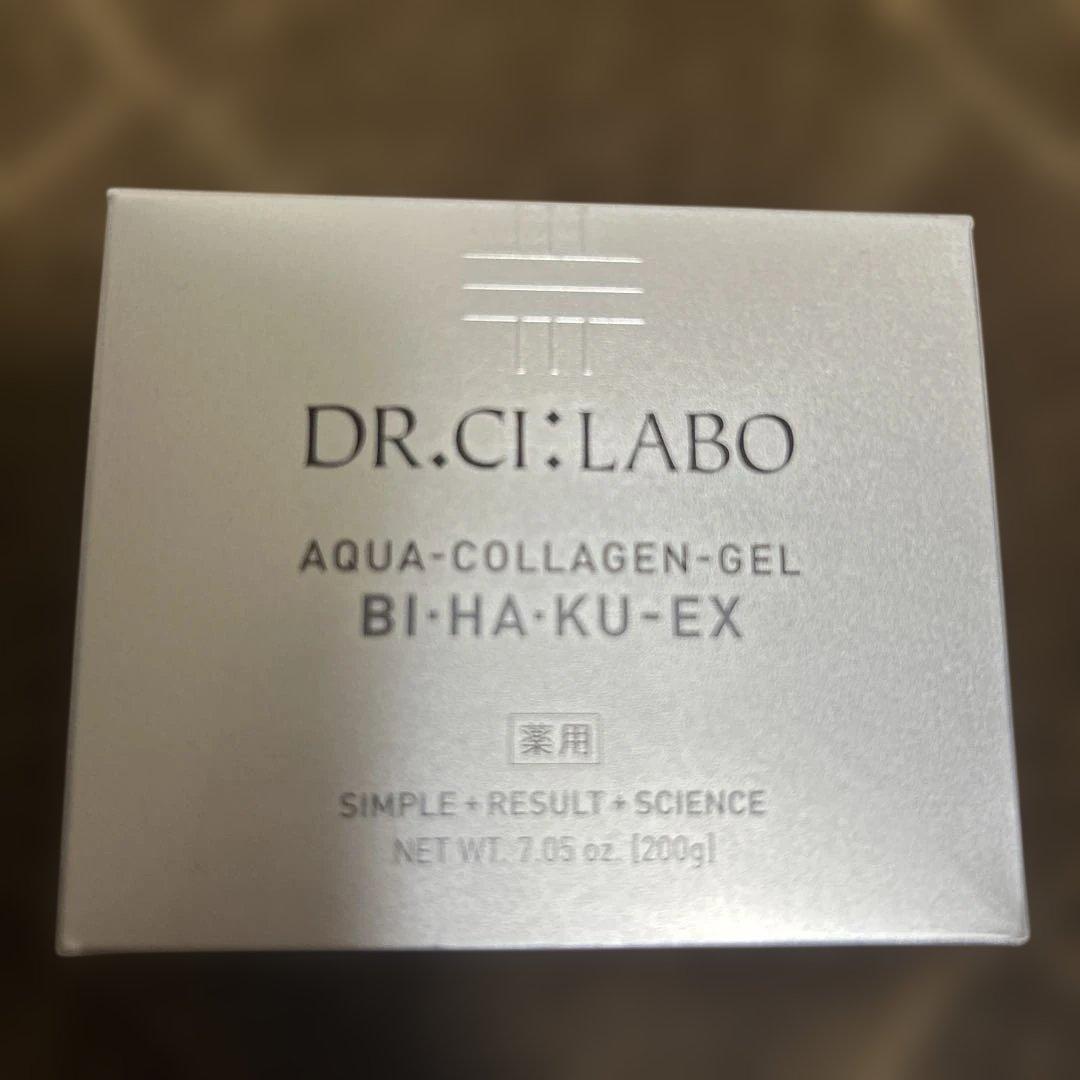 DR.CI:LABO
AQUA-COLLAGEN-GEL
BI·HA·KU-EX
薬用
SIMPLE+RESULT+SCIENCE
NET WT. 7.05 oz. [200g]